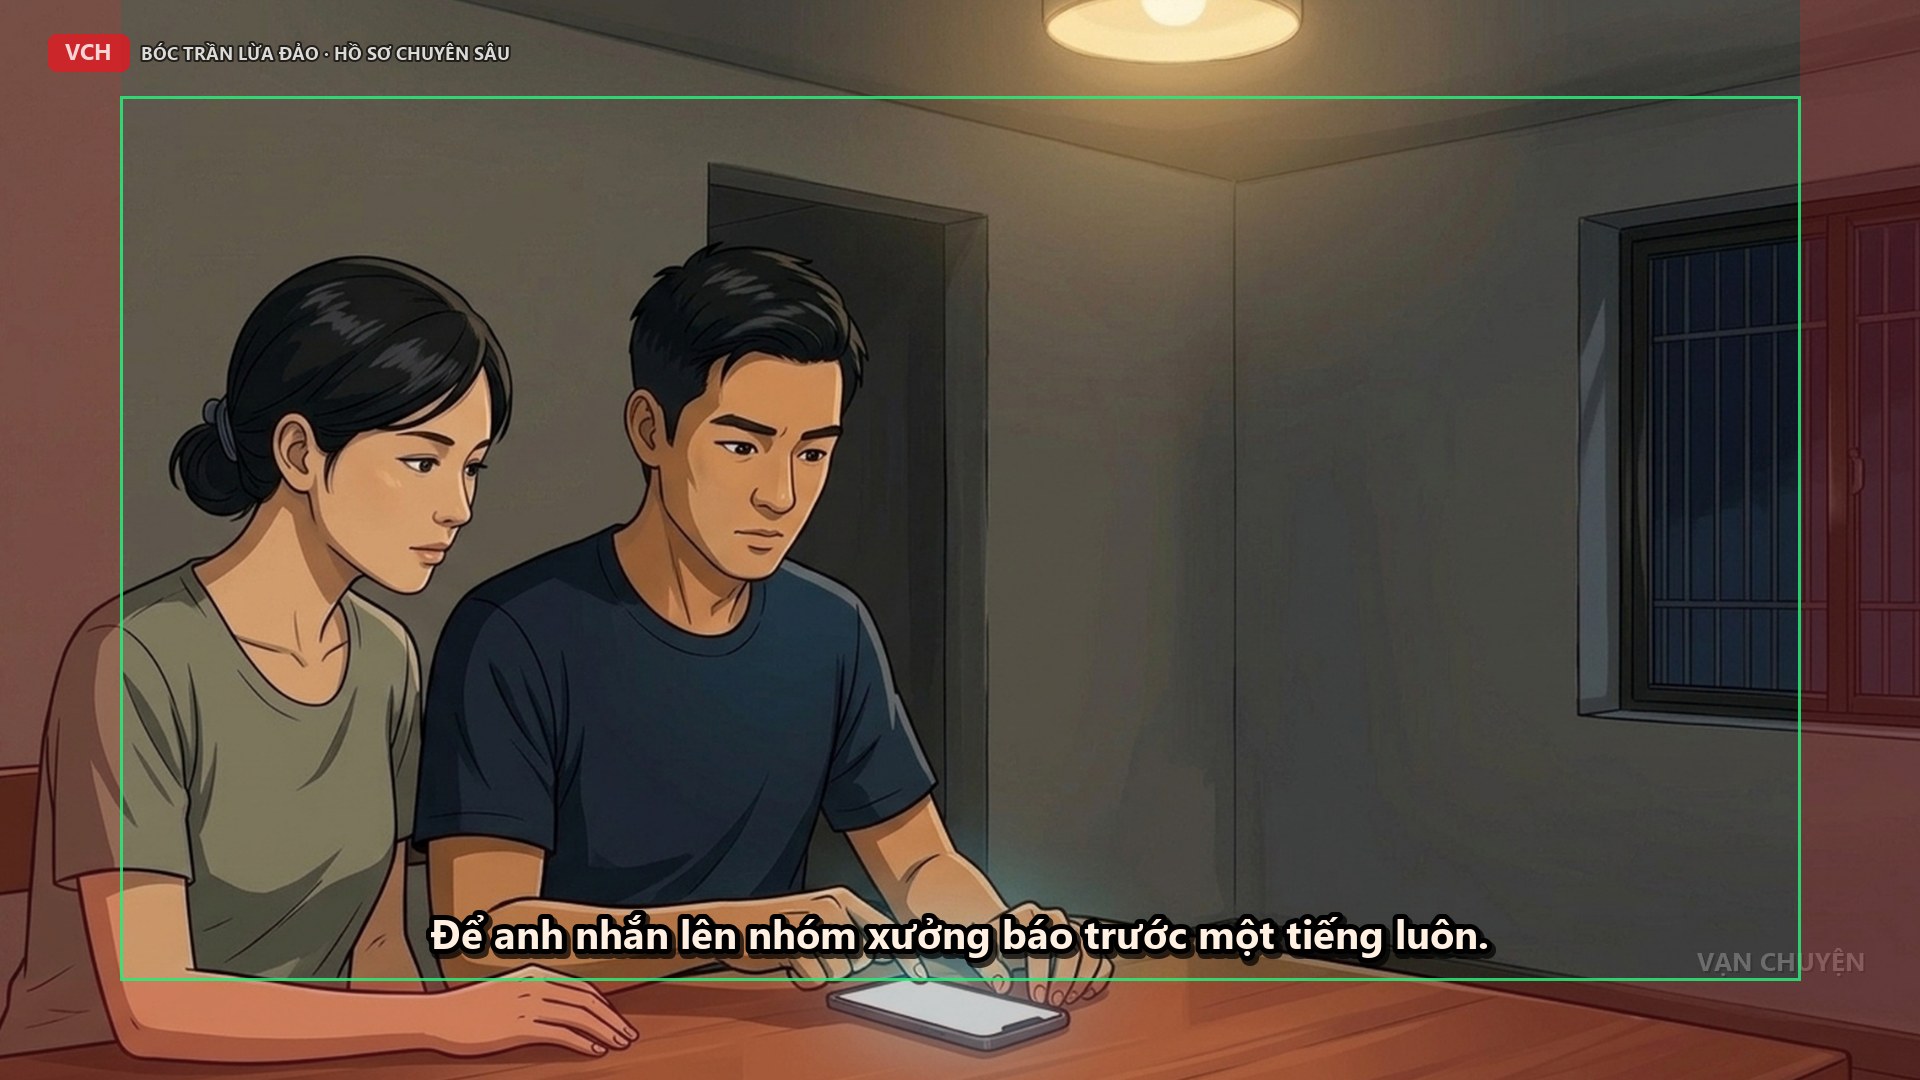 VCH BÓC TRẦN LỪA ĐẢO · HỒ SƠ CHUYÊN SÂU
Để anh nhắn lên nhóm xưởng báo trước một tiếng luôn.
VẠN CHUYỆN